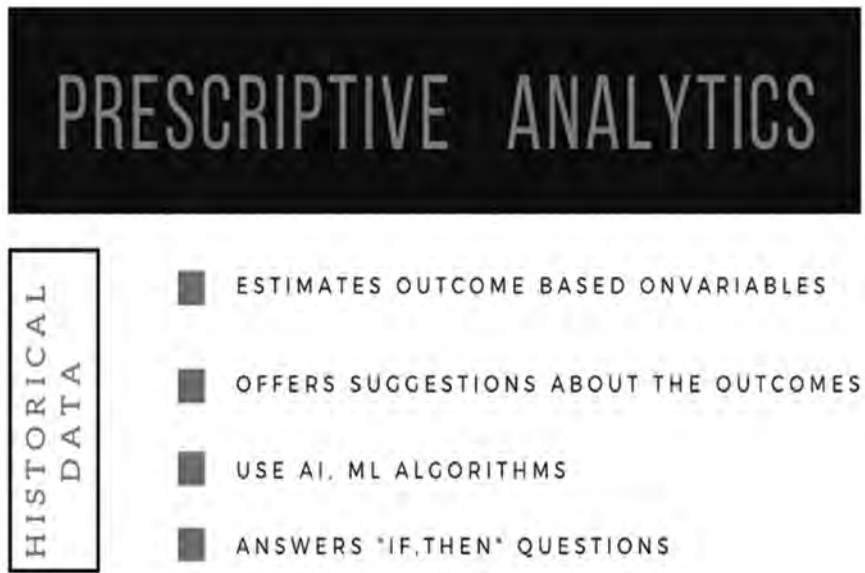 PRESCRIPTIVE ANALYTICS
HISTORICAL
DATA
ESTIMATES OUTCOME BASED ONVARIABLES
OFFERS SUGGESTIONS ABOUT THE OUTCOMES
USE AI, ML ALGORITHMS
ANSWERS "IF,THEN" QUESTIONS